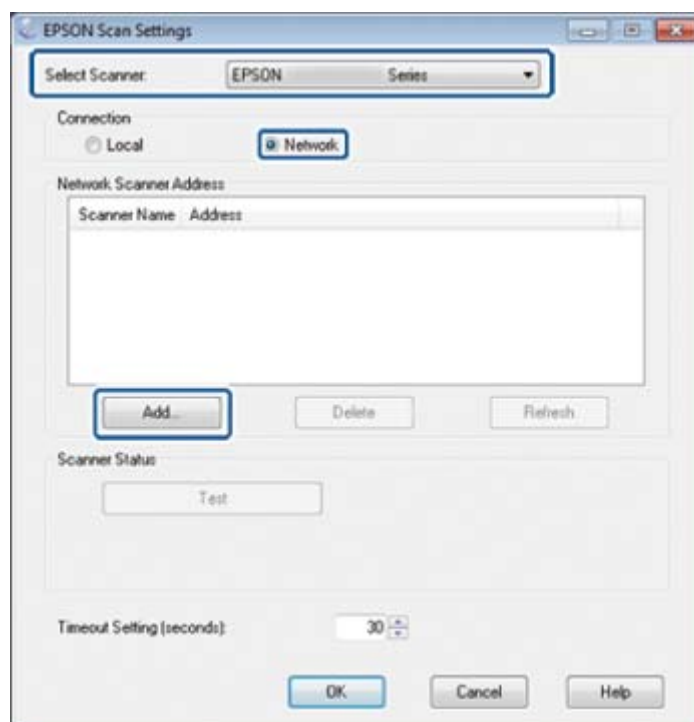 EPSON Scan Settings
Select Scanner: EPSON Series
Connection
Local Network
Network Scanner Address
Scanner Name Address
Add... Delete Refresh
Scanner Status
Test
Timeout Setting (seconds): 30
OK Cancel Help